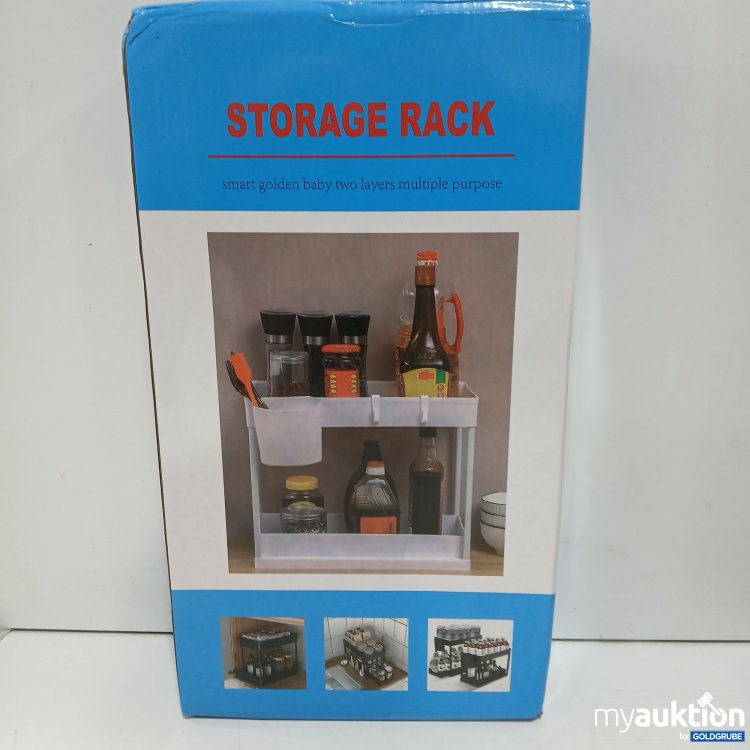 STORAGE RACK
smart golden baby two layers multiple purpose
myauktion
by GOLDGRUBE